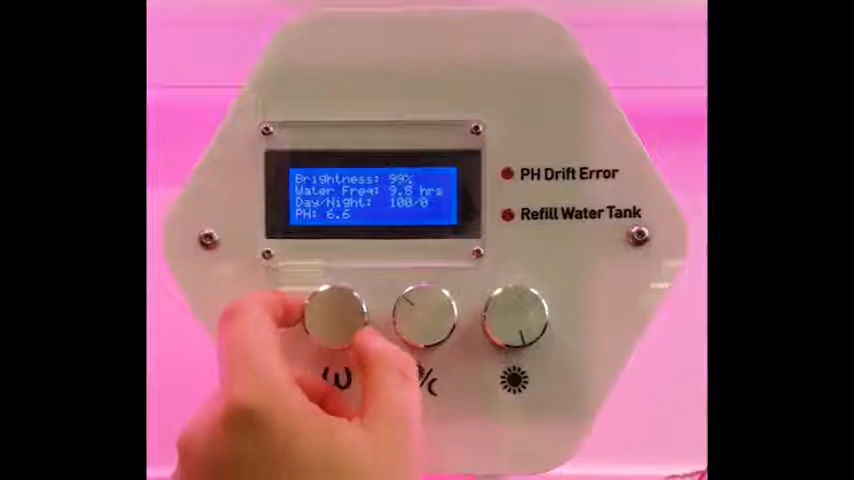 Brightness: 99%
Water Freq: 9.8 hrs
Day/Night: 100/0
PH: 6.6
PH Drift Error
Refill Water Tank